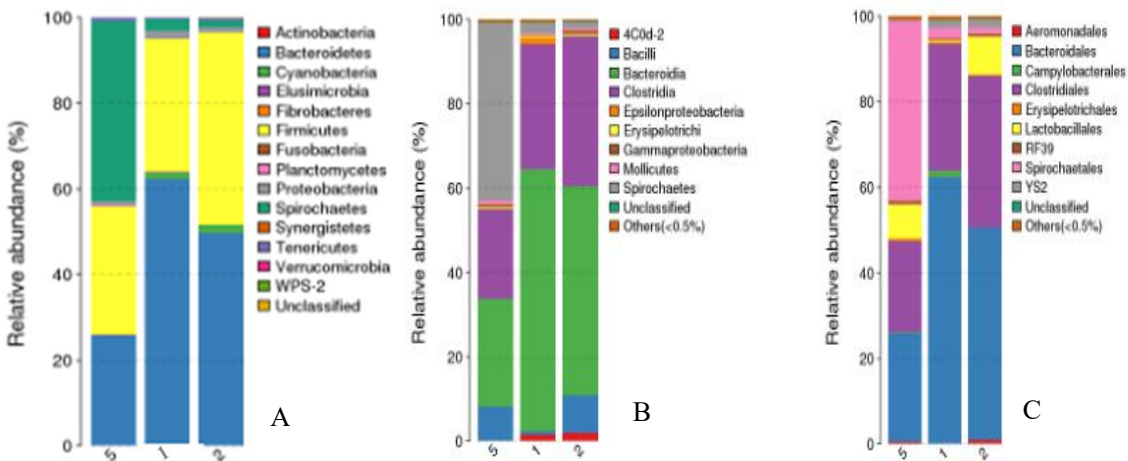 Relative abundance (%)
100
80
60
40
20
0
5 1 2
Actinobacteria
Bacteroidetes
Cyanobacteria
Elusimicrobia
Fibrobacteres
Firmicutes
Fusobacteria
Planctomycetes
Proteobacteria
Spirochaetes
Synergistetes
Tenericutes
Verrucomicrobia
WPS-2
Unclassified
A
Relative abundance (%)
100
80
60
40
20
0
5 1 2
4C0d-2
Bacilli
Bacteroidia
Clostridia
Epsilonproteobacteria
Erysipelotrichi
Gammaproteobacteria
Mollicutes
Spirochaetes
Unclassified
Others(<0.5%)
B
Relative abundance (%)
100
80
60
40
20
0
5 1 2
Aeromonadales
Bacteroidales
Campylobacterales
Clostridiales
Erysipelotrichales
Lactobacillales
RF39
Spirochaetales
YS2
Unclassified
Others(<0.5%)
C